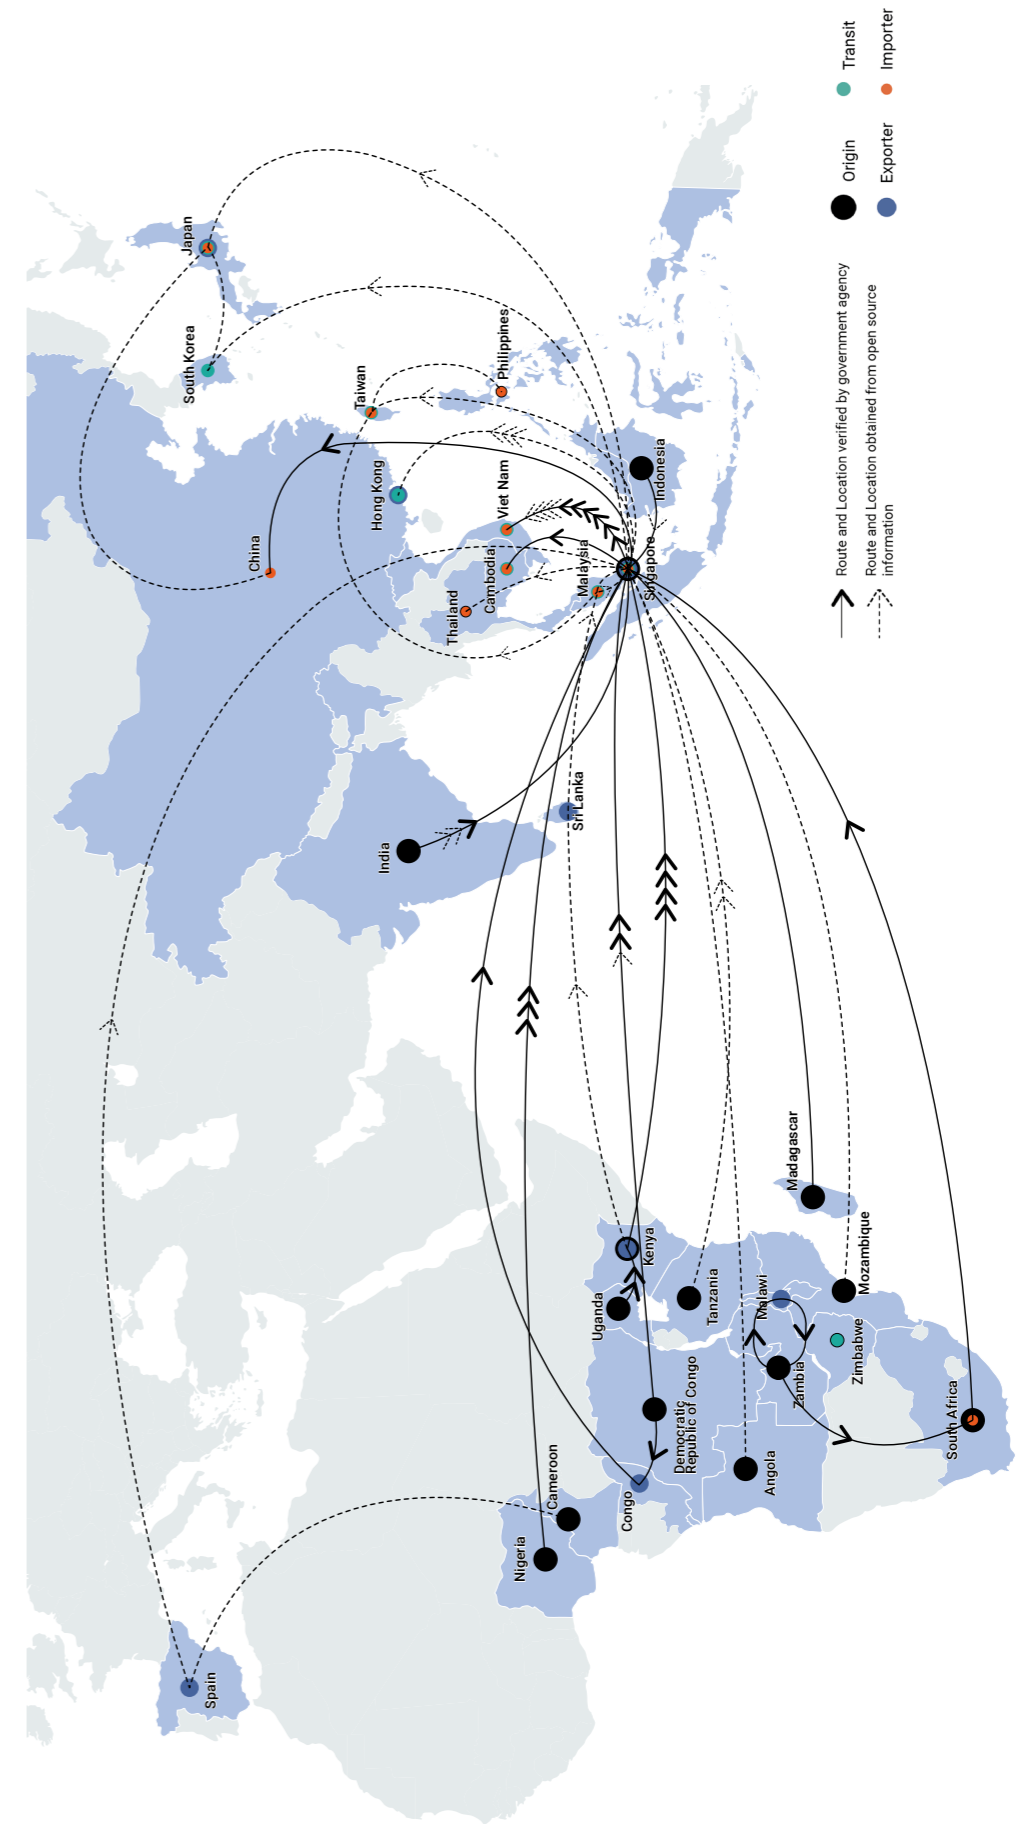 Japan
South Korea
Taiwan
Philippines
China
Hong Kong
Viet Nam
Cambodia
Thailand
Malaysia
Indonesia
Singapore
India
Sri Lanka
Spain
Nigeria
Cameroon
Congo
Democratic
Republic of Congo
Uganda
Kenya
Tanzania
Angola
Malawi
Zambia
Zimbabwe
Mozambique
Madagascar
South Africa
Route and Location verified by government agency
Route and Location obtained from open source
information
Origin
Transit
Exporter
Importer